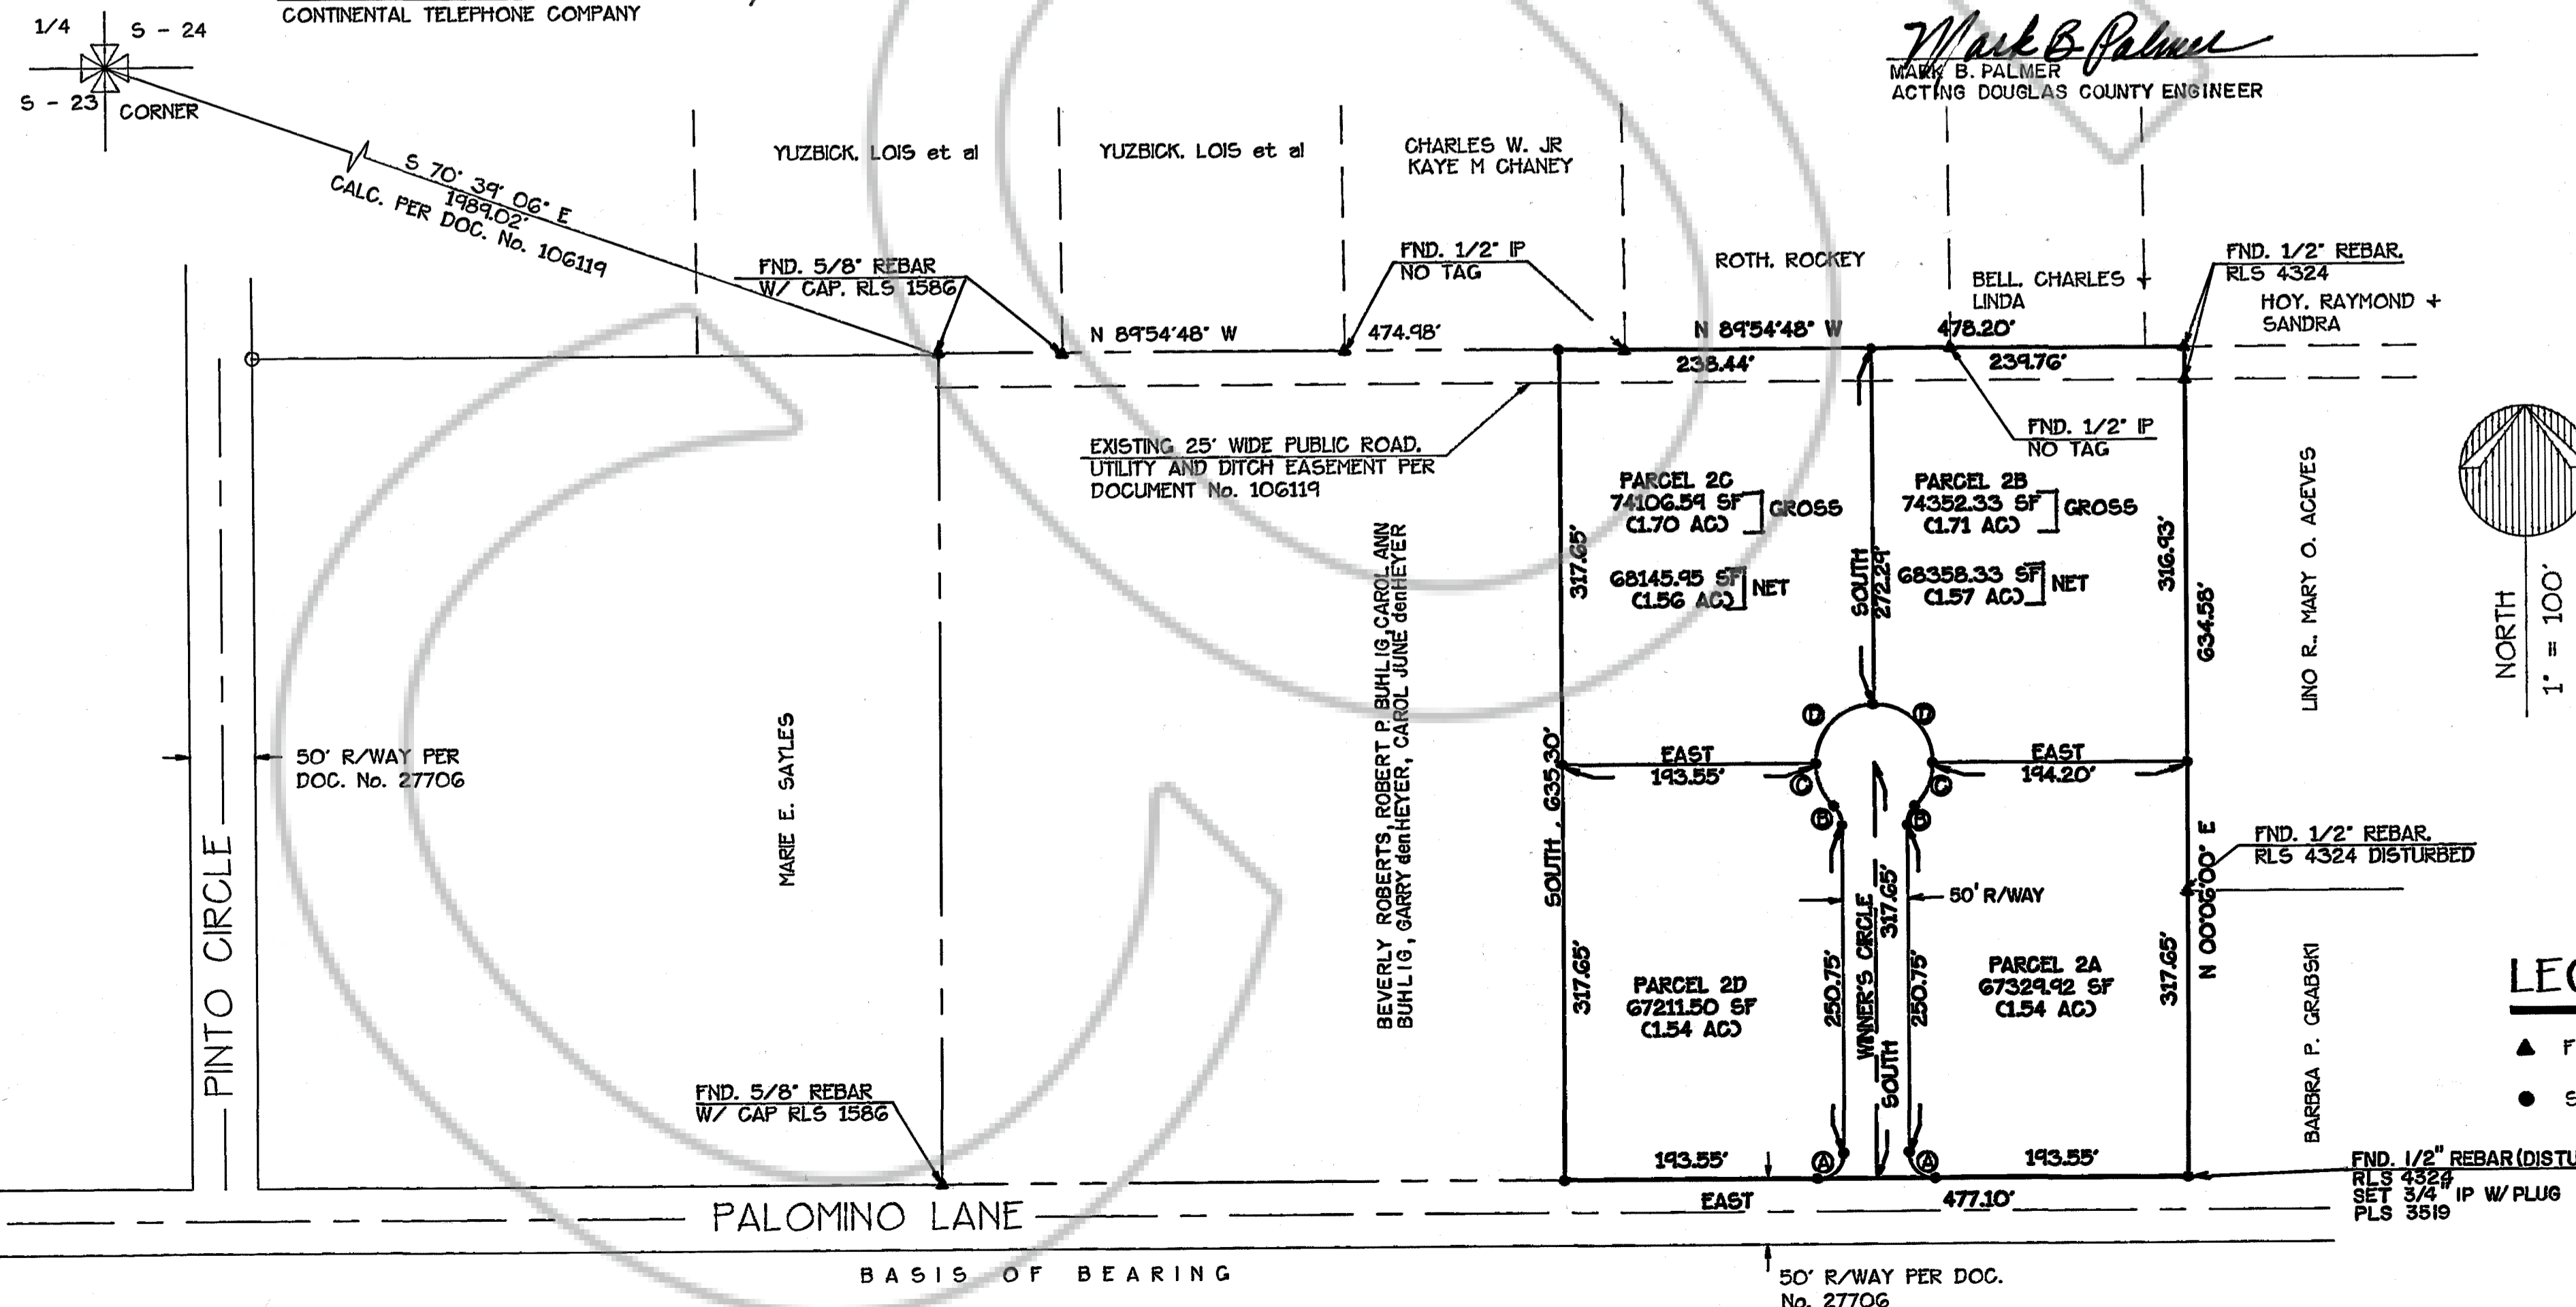 CONTINENTAL TELEPHONE COMPANY
1/4
S - 24
S - 23
CORNER
Mark B Palmer
MARK B. PALMER
ACTING DOUGLAS COUNTY ENGINEER
S 70° 39' 06" E
1989.02'
CALC. PER DOC. No. 106119
YUZBICK. LOIS et al
YUZBICK. LOIS et al
CHARLES W. JR
KAYE M CHANEY
ROTH. ROCKEY
BELL. CHARLES +
LINDA
FND. 1/2" REBAR.
RLS 4324
HOY. RAYMOND +
SANDRA
FND. 5/8" REBAR
W/ CAP. RLS 1586
FND. 1/2" IP
NO TAG
N 89°54'48" W
474.98'
N 89°54'48" W
478.20'
238.44'
239.76'
FND. 1/2" IP
NO TAG
EXISTING 25' WIDE PUBLIC ROAD.
UTILITY AND DITCH EASEMENT PER
DOCUMENT No. 106119
PARCEL 2C
74106.59 SF
(1.70 AC)
GROSS
68145.95 SF
(1.56 AC)
NET
PARCEL 2B
74352.33 SF
(1.71 AC)
GROSS
68358.33 SF
(1.57 AC)
NET
317.65'
SOUTH
272.29'
316.93'
634.58'
LINO R.. MARY O. ACEVES
NORTH
1" = 100'
BEVERLY ROBERTS, ROBERT P. BUHLIG, CAROL ANN
BUHLIG, GARRY denHEYER, CAROL JUNE denHEYER
MARIE E. SAYLES
50' R/WAY PER
DOC. No. 27706
PINTO CIRCLE
SOUTH , 635.30'
D
D
EAST
193.55'
EAST
194.20'
C
C
B
B
N 00°06'00" E
FND. 1/2" REBAR.
RLS 4324 DISTURBED
50' R/WAY
317.65'
250.75'
WINNER'S CIRCLE
SOUTH
317.65'
250.75'
317.65'
PARCEL 2D
67211.50 SF
(1.54 AC)
PARCEL 2A
67329.92 SF
(1.54 AC)
BARBRA P. GRABSKI
LEG
F
S
FND. 5/8" REBAR
W/ CAP RLS 1586
193.55'
A
A
193.55'
EAST
477.10'
FND. 1/2" REBAR (DISTU
RLS 4324
SET 3/4" IP W/ PLUG
PLS 3519
PALOMINO LANE
BASIS OF BEARING
50' R/WAY PER DOC.
No. 27706